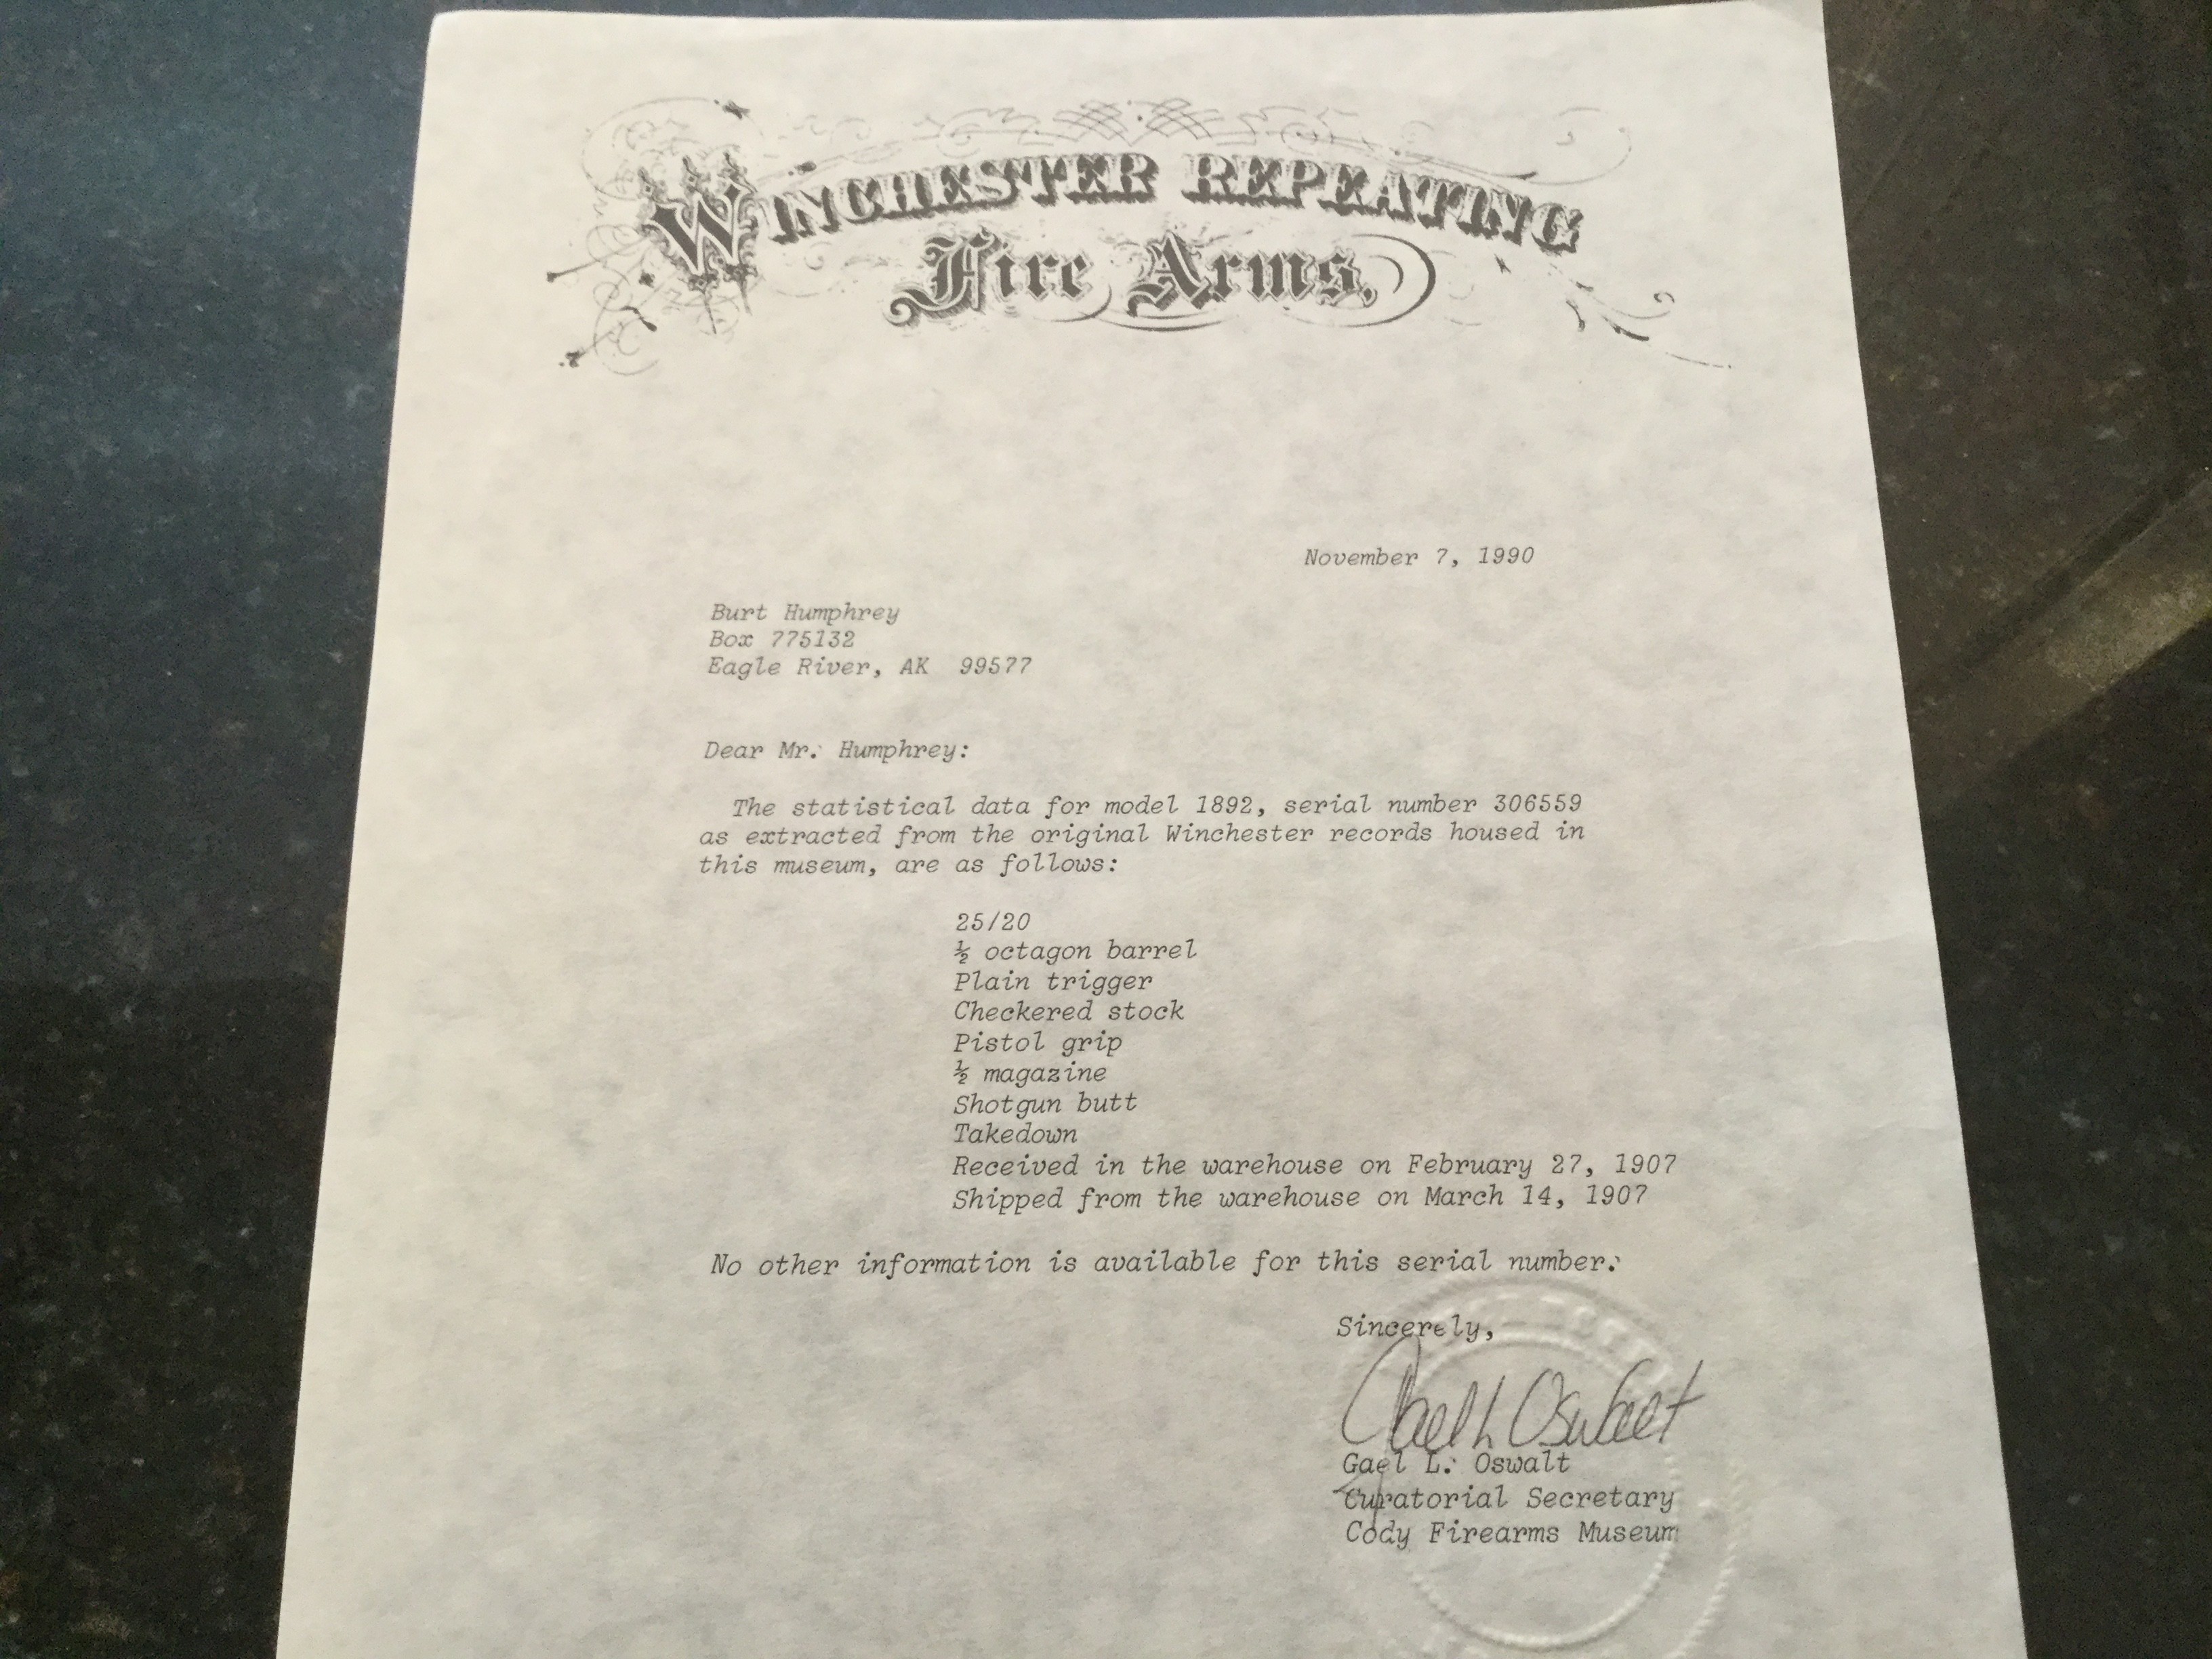 WINCHESTER REPEATING
Fire Arms,
November 7, 1990
Burt Humphrey
Box 775132
Eagle River, AK  99577
Dear Mr. Humphrey:
The statistical data for model 1892, serial number 306559
as extracted from the original Winchester records housed in
this museum, are as follows:
25/20
½ octagon barrel
Plain trigger
Checkered stock
Pistol grip
½ magazine
Shotgun butt
Takedown
Received in the warehouse on February 27, 1907
Shipped from the warehouse on March 14, 1907
No other information is available for this serial number.
Sincerely,
Gael L Oswalt
Gael L. Oswalt
Curatorial Secretary
Cody Firearms Museum